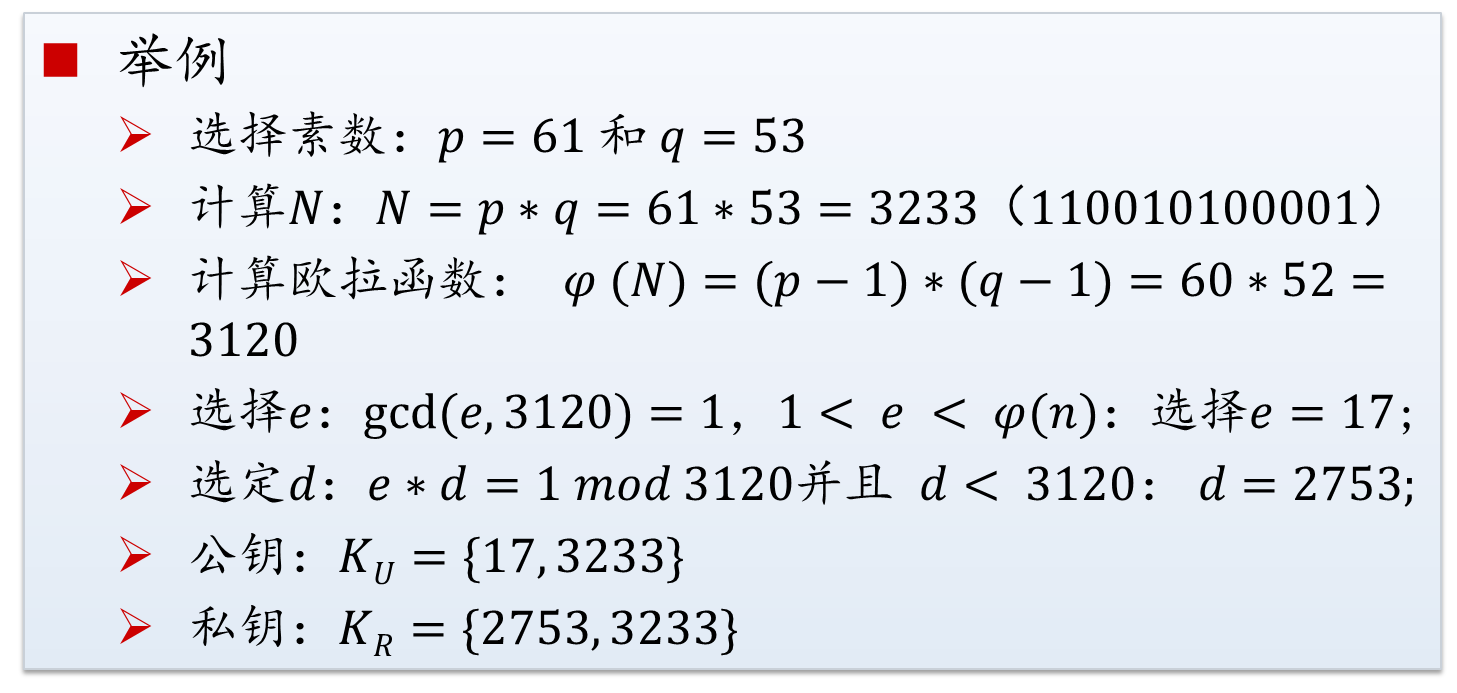 举例
选择素数：p = 61 和 q = 53
计算N：N = p ∗ q = 61 ∗ 53 = 3233（110010100001）
计算欧拉函数： φ (N) = (p − 1) ∗ (q − 1) = 60 ∗ 52 =
3120
选择e：gcd(e, 3120) = 1，1 < e < φ(n)：选择e = 17；
选定d：e ∗ d = 1 mod 3120并且 d < 3120： d = 2753;
公钥：K_U = {17, 3233}
私钥：K_R = {2753, 3233}